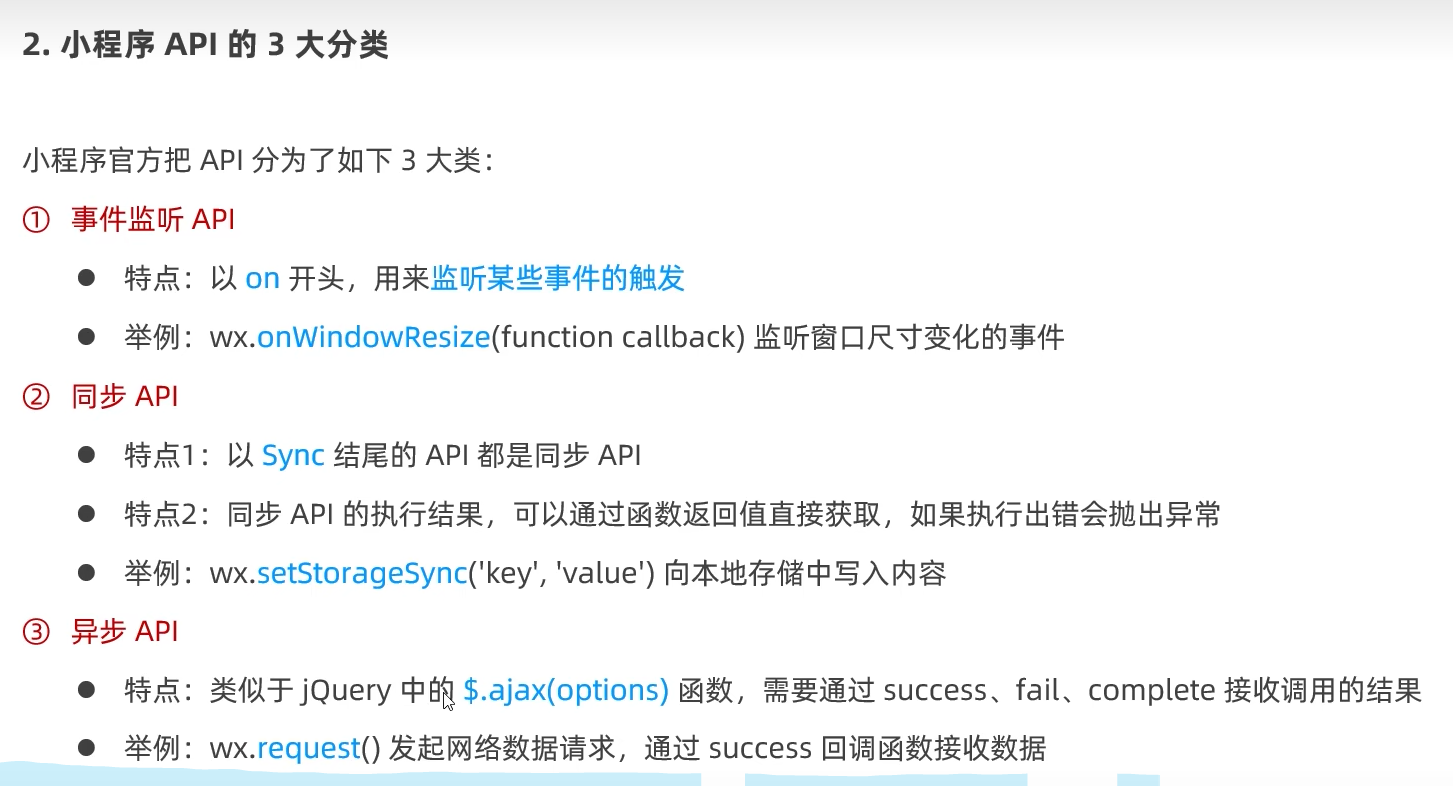 2. 小程序 API 的 3 大分类
小程序官方把 API 分为了如下 3 大类：
① 事件监听 API
● 特点：以 on 开头，用来监听某些事件的触发
● 举例：wx.onWindowResize(function callback) 监听窗口尺寸变化的事件
② 同步 API
● 特点1：以 Sync 结尾的 API 都是同步 API
● 特点2：同步 API 的执行结果，可以通过函数返回值直接获取，如果执行出错会抛出异常
● 举例：wx.setStorageSync('key', 'value') 向本地存储中写入内容
③ 异步 API
● 特点：类似于 jQuery 中的 $.ajax(options) 函数，需要通过 success、fail、complete 接收调用的结果
● 举例：wx.request() 发起网络数据请求，通过 success 回调函数接收数据